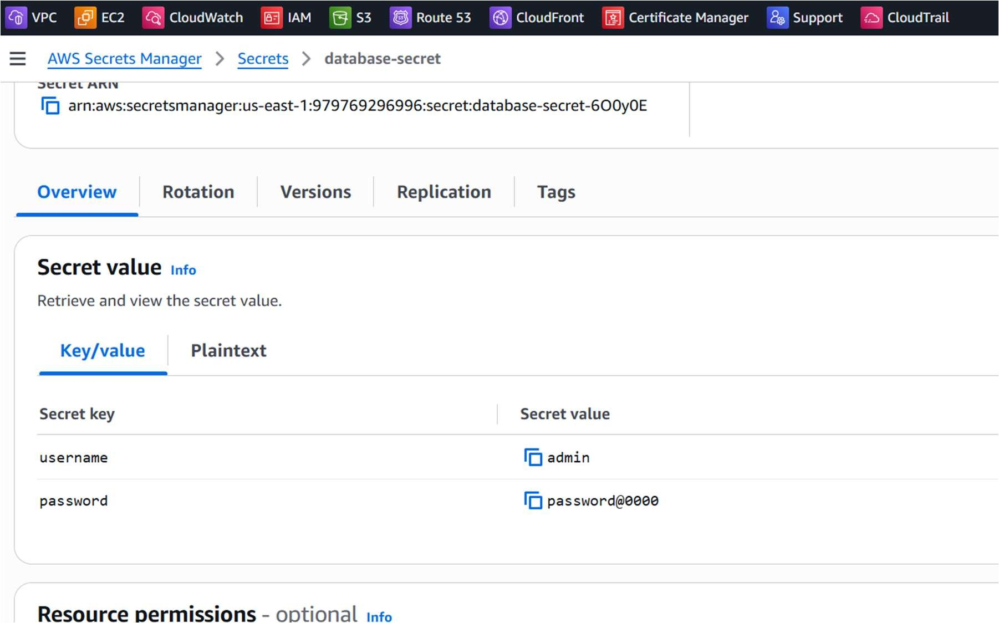 VPC EC2 CloudWatch IAM S3 Route 53 CloudFront Certificate Manager Support CloudTrail
AWS Secrets Manager > Secrets > database-secret
Secret ARN
arn:aws:secretsmanager:us-east-1:979769296996:secret:database-secret-6O0y0E
Overview Rotation Versions Replication Tags
Secret value Info
Retrieve and view the secret value.
Key/value Plaintext
Secret key Secret value
username admin
password password@0000
Resource permissions - optional Info